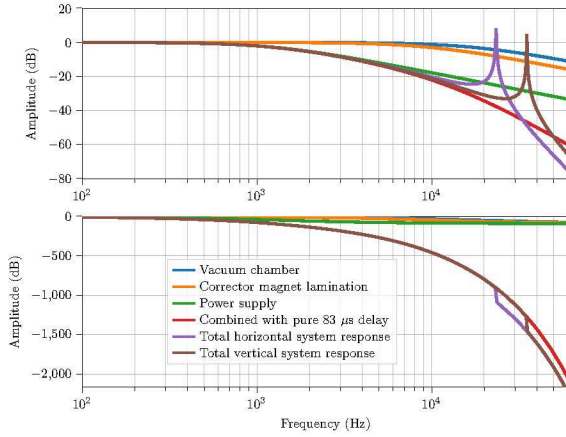 20
0
−20
−40
−60
−80
Amplitude (dB)
10² 10³ 10⁴
0
−500
−1,000
−1,500
−2,000
Amplitude (dB)
Vacuum chamber
Corrector magnet lamination
Power supply
Combined with pure 83 μs delay
Total horizontal system response
Total vertical system response
10² 10³ 10⁴
Frequency (Hz)